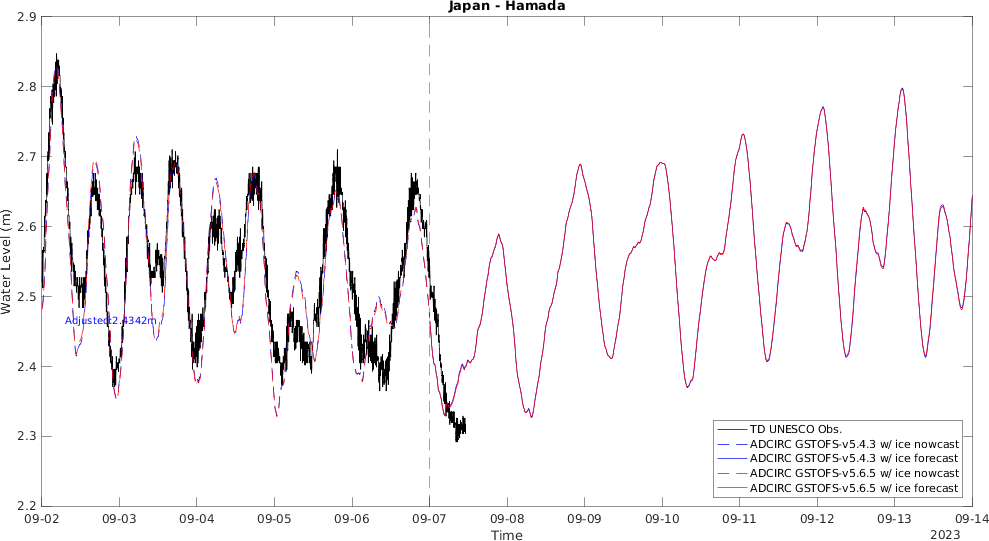 Japan - Hamada
2.9
2.8
2.7
2.6
2.5
2.4
2.3
2.2
Water Level (m)
Adjusted:2.4342m
TD UNESCO Obs.
ADCIRC GSTOFS-v5.4.3 w/ ice nowcast
ADCIRC GSTOFS-v5.4.3 w/ ice forecast
ADCIRC GSTOFS-v5.6.5 w/ ice nowcast
ADCIRC GSTOFS-v5.6.5 w/ ice forecast
09-02 09-03 09-04 09-05 09-06 09-07 09-08 09-09 09-10 09-11 09-12 09-13 09-14
Time
2023